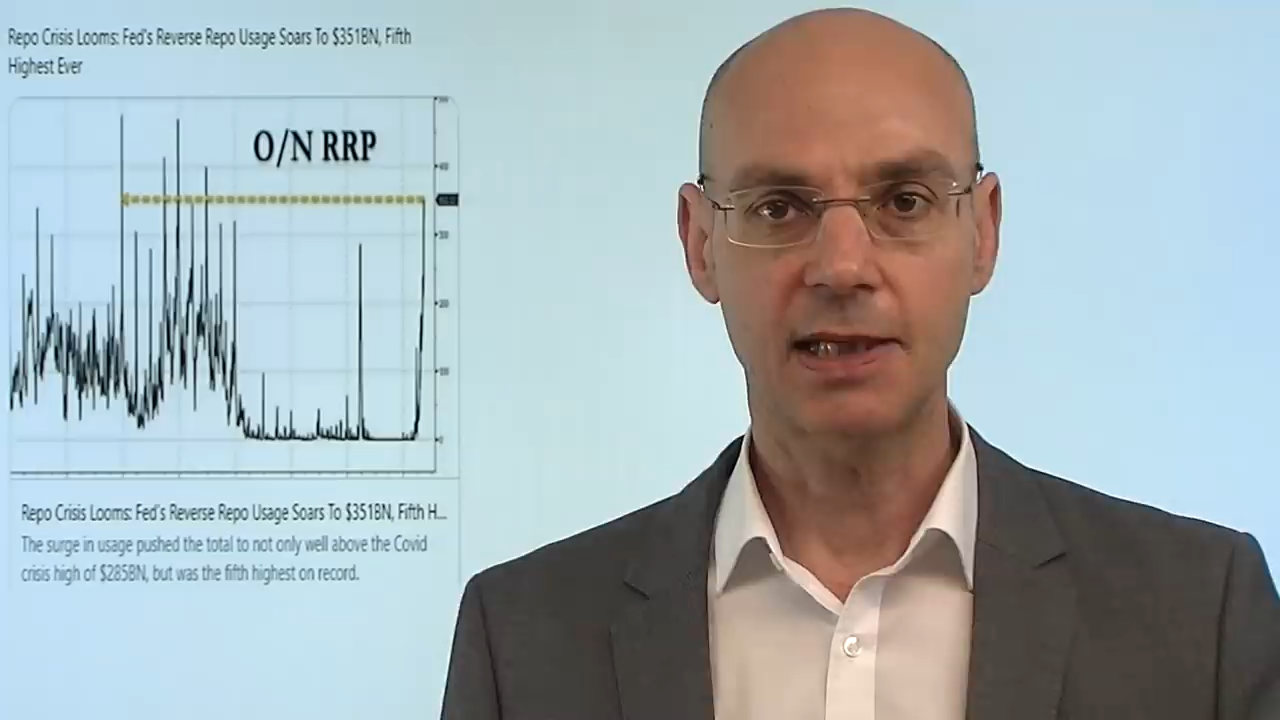 Repo Crisis Looms: Fed's Reverse Repo Usage Soars To $351BN, Fifth
Highest Ever
O/N RRP
Repo Crisis Looms: Fed's Reverse Repo Usage Soars To $351BN, Fifth H...
The surge in usage pushed the total to not only well above the Covid
crisis high of $285BN, but was the fifth highest on record.